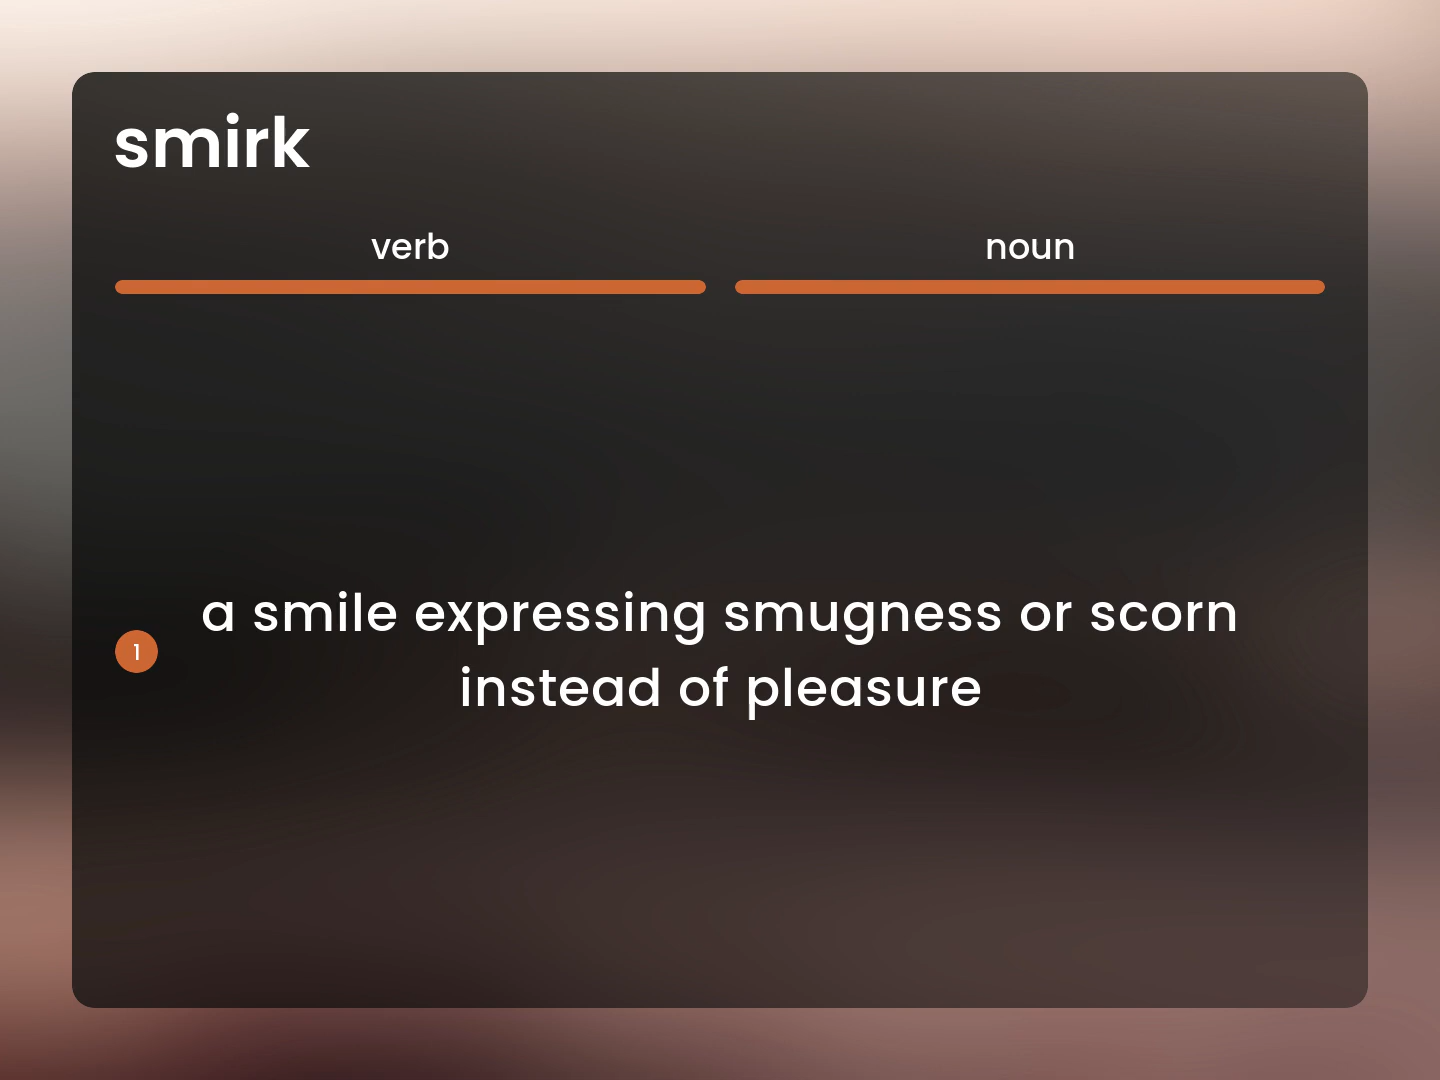 smirk
verb
noun
1
a smile expressing smugness or scorn
instead of pleasure